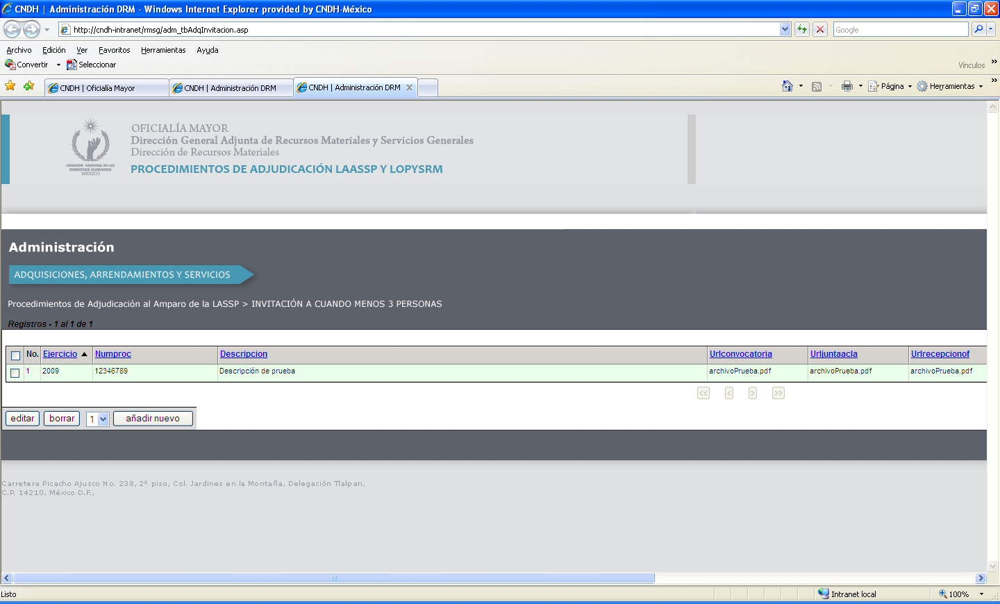 CNDH | Administración DRM - Windows Internet Explorer provided by CNDH-México
http://cndh-intranet/rmsg/adm_tbAdqInvitacion.asp
Google
Archivo Edición Ver Favoritos Herramientas Ayuda
Convertir Seleccionar
Vínculos »
CNDH | Oficialía Mayor
CNDH | Administración DRM
CNDH | Administración DRM X
Página Herramientas »
OFICIALÍA MAYOR
Dirección General Adjunta de Recursos Materiales y Servicios Generales
Dirección de Recursos Materiales
PROCEDIMIENTOS DE ADJUDICACIÓN LAASSP Y LOPYSRM
COMISION NACIONAL DE LOS
DERECHOS HUMANOS
MEXICO
Administración
ADQUISICIONES, ARRENDAMIENTOS Y SERVICIOS
Procedimientos de Adjudicación al Amparo de la LASSP > INVITACIÓN A CUANDO MENOS 3 PERSONAS
Registros - 1 al 1 de 1
No. Ejercicio Numproc Descripcion Urlconvocatoria Urljuntaacla Urlrecepcionof
1 2009 12346789 Descripción de prueba archivoPrueba.pdf archivoPrueba.pdf archivoPrueba.pdf
<< < > >>
editar borrar 1 añadir nuevo
Carretera Picacho Ajusco No. 238, 2° piso, Col. Jardines en la Montaña, Delegación Tlalpan,
C.P. 14210, México D.F.,
Listo
Intranet local
100%